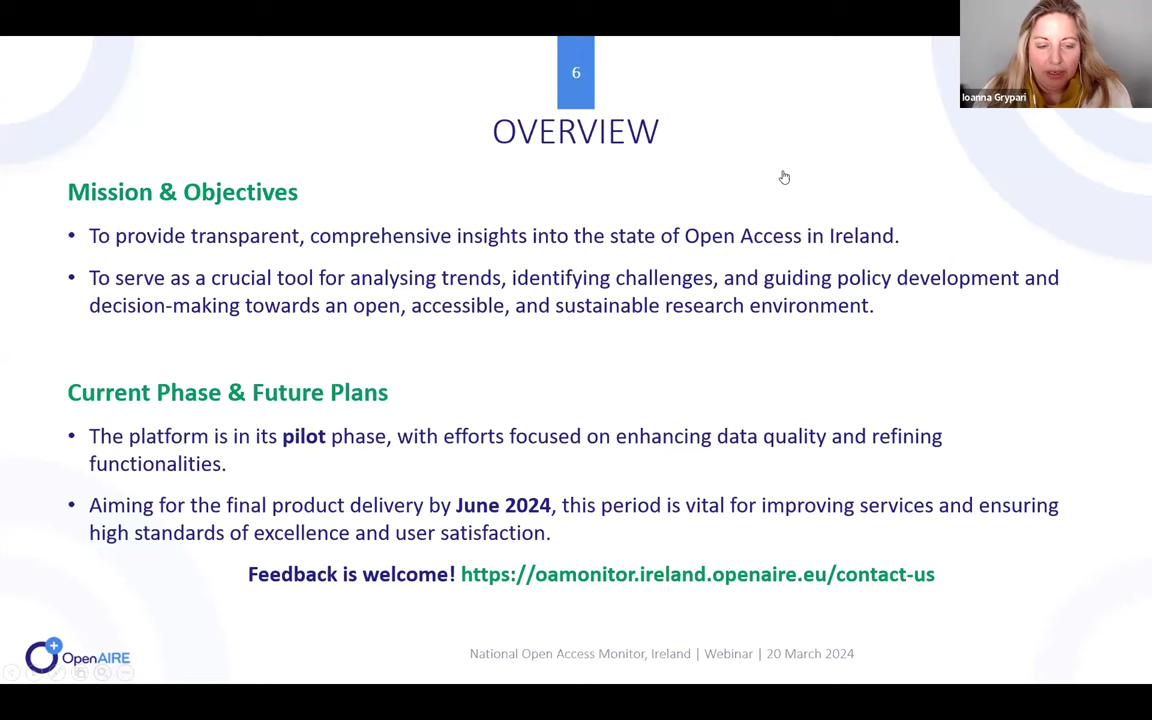 6
Ioanna Grypari
OVERVIEW
Mission & Objectives
• To provide transparent, comprehensive insights into the state of Open Access in Ireland.
• To serve as a crucial tool for analysing trends, identifying challenges, and guiding policy development and
decision-making towards an open, accessible, and sustainable research environment.
Current Phase & Future Plans
• The platform is in its pilot phase, with efforts focused on enhancing data quality and refining
functionalities.
• Aiming for the final product delivery by June 2024, this period is vital for improving services and ensuring
high standards of excellence and user satisfaction.
Feedback is welcome! https://oamonitor.ireland.openaire.eu/contact-us
OpenAIRE
National Open Access Monitor, Ireland | Webinar | 20 March 2024